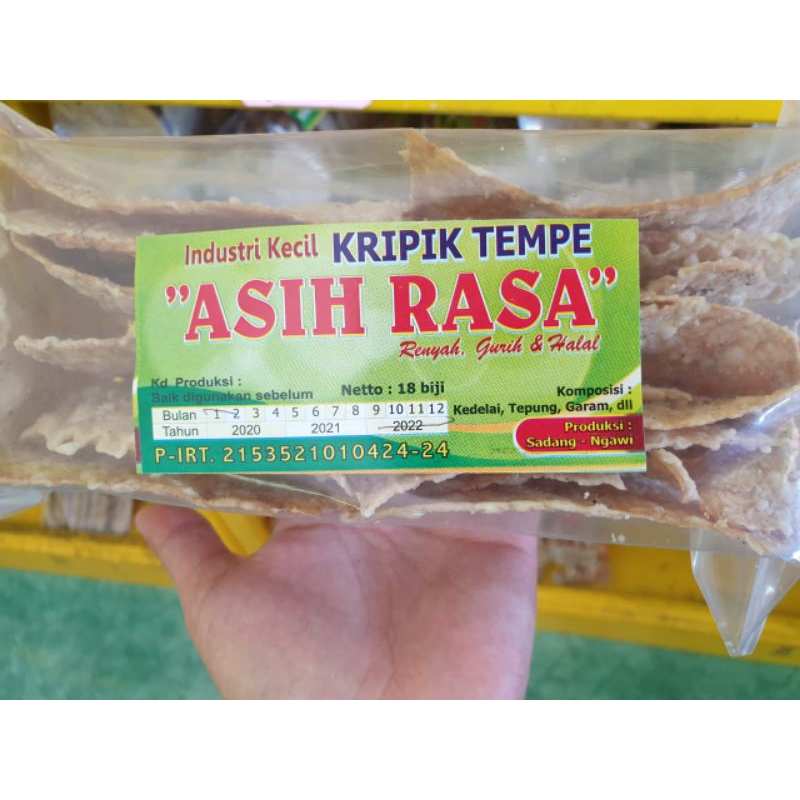 Industri Kecil KRIPIK TEMPE
"ASIH RASA"
Renyah, Gurih & Halal
Kd Produksi :
Baik digunakan sebelum
Netto : 18 biji
Bulan 1 2 3 4 5 6 7 8 9 10 11 12
Tahun 2020 2021 2022
P-IRT. 2153521010424-24
Komposisi :
Kedelai, Tepung, Garam, dll
Produksi :
Sadang - Ngawi